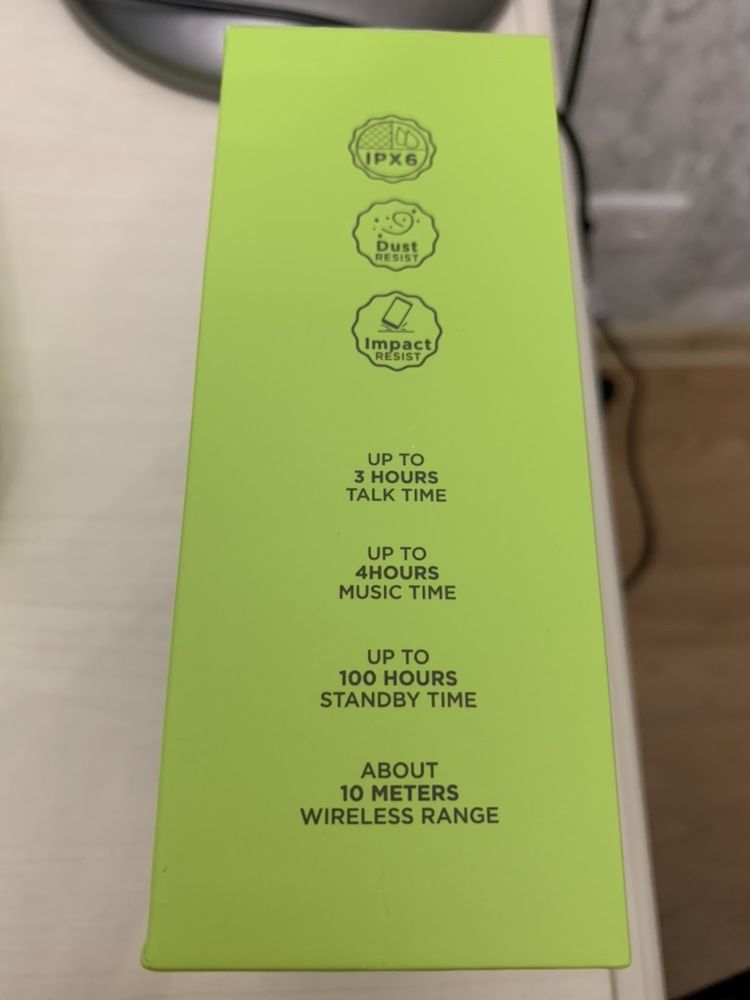 IPX6
Dust
RESIST
Impact
RESIST
UP TO
3 HOURS
TALK TIME
UP TO
4HOURS
MUSIC TIME
UP TO
100 HOURS
STANDBY TIME
ABOUT
10 METERS
WIRELESS RANGE